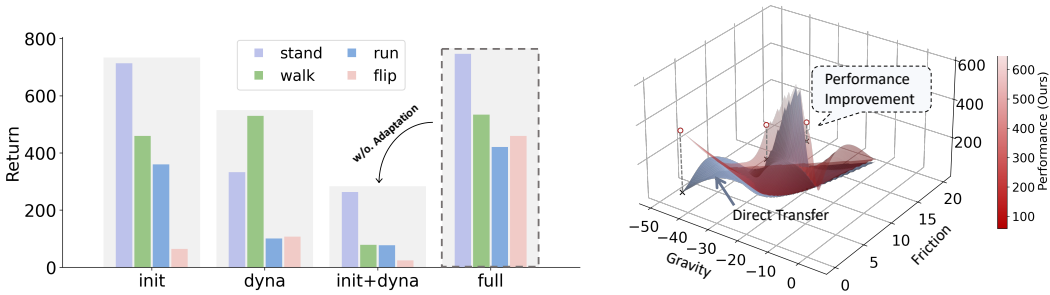 800
600
400
200
0
Return
stand
run
walk
flip
w/o. Adaptation
init
dyna
init+dyna
full
Performance
Improvement
Direct Transfer
−50
−40
−30
−20
−10
0
Gravity
0
5
10
15
20
Friction
600
400
200
600
500
400
300
200
100
Performance (Ours)